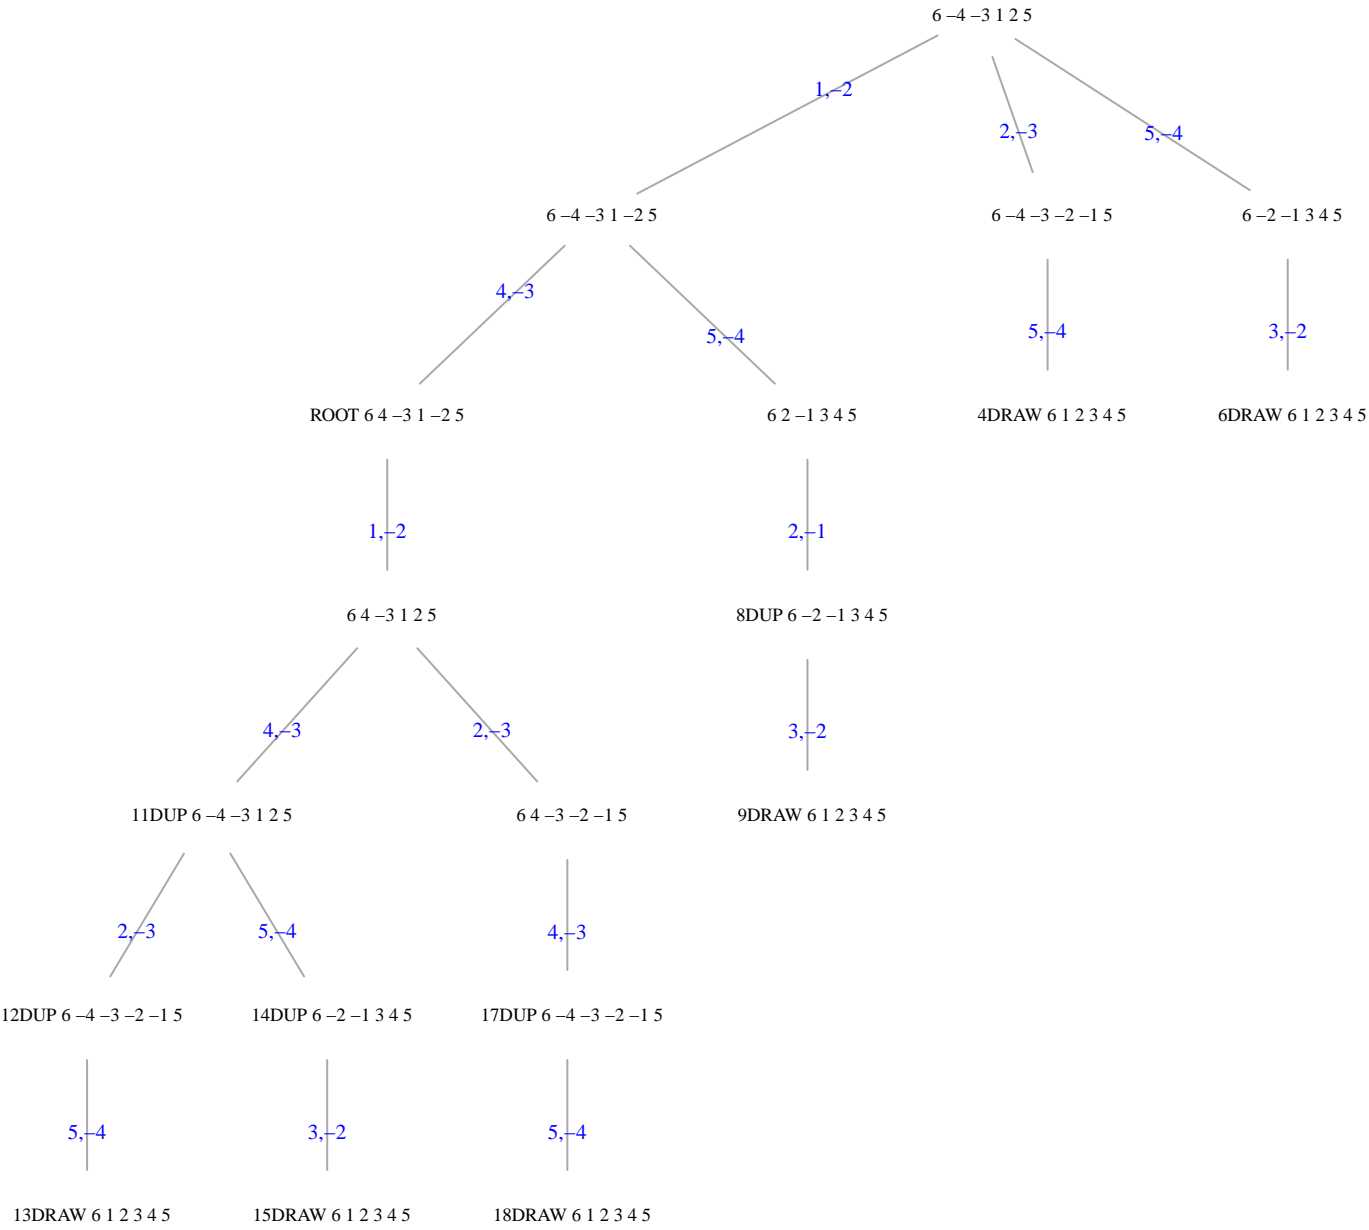 6 –4 –3 1 2 5
1,–2
2,–3
5,–4
6 –4 –3 1 –2 5
6 –4 –3 –2 –1 5
6 –2 –1 3 4 5
4,–3
5,–4
5,–4
3,–2
ROOT 6 4 –3 1 –2 5
6 2 –1 3 4 5
4DRAW 6 1 2 3 4 5
6DRAW 6 1 2 3 4 5
1,–2
2,–1
6 4 –3 1 2 5
8DUP 6 –2 –1 3 4 5
4,–3
2,–3
3,–2
11DUP 6 –4 –3 1 2 5
6 4 –3 –2 –1 5
9DRAW 6 1 2 3 4 5
2,–3
5,–4
4,–3
12DUP 6 –4 –3 –2 –1 5
14DUP 6 –2 –1 3 4 5
17DUP 6 –4 –3 –2 –1 5
5,–4
3,–2
5,–4
13DRAW 6 1 2 3 4 5
15DRAW 6 1 2 3 4 5
18DRAW 6 1 2 3 4 5